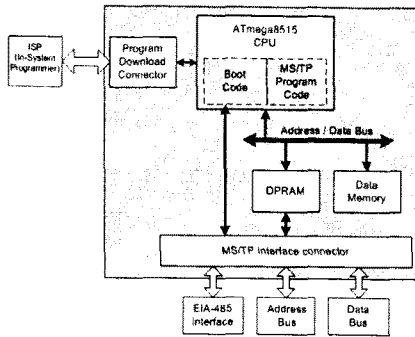 ATmega8515
CPU
ISP
(In-System
Programmer)
Program
Download
Connector
Boot
Code
MS/TP
Program
Code
Address / Data Bus
DPRAM
Data
Memory
MS/TP Interface connector
EIA-485
Interface
Address
Bus
Data
Bus